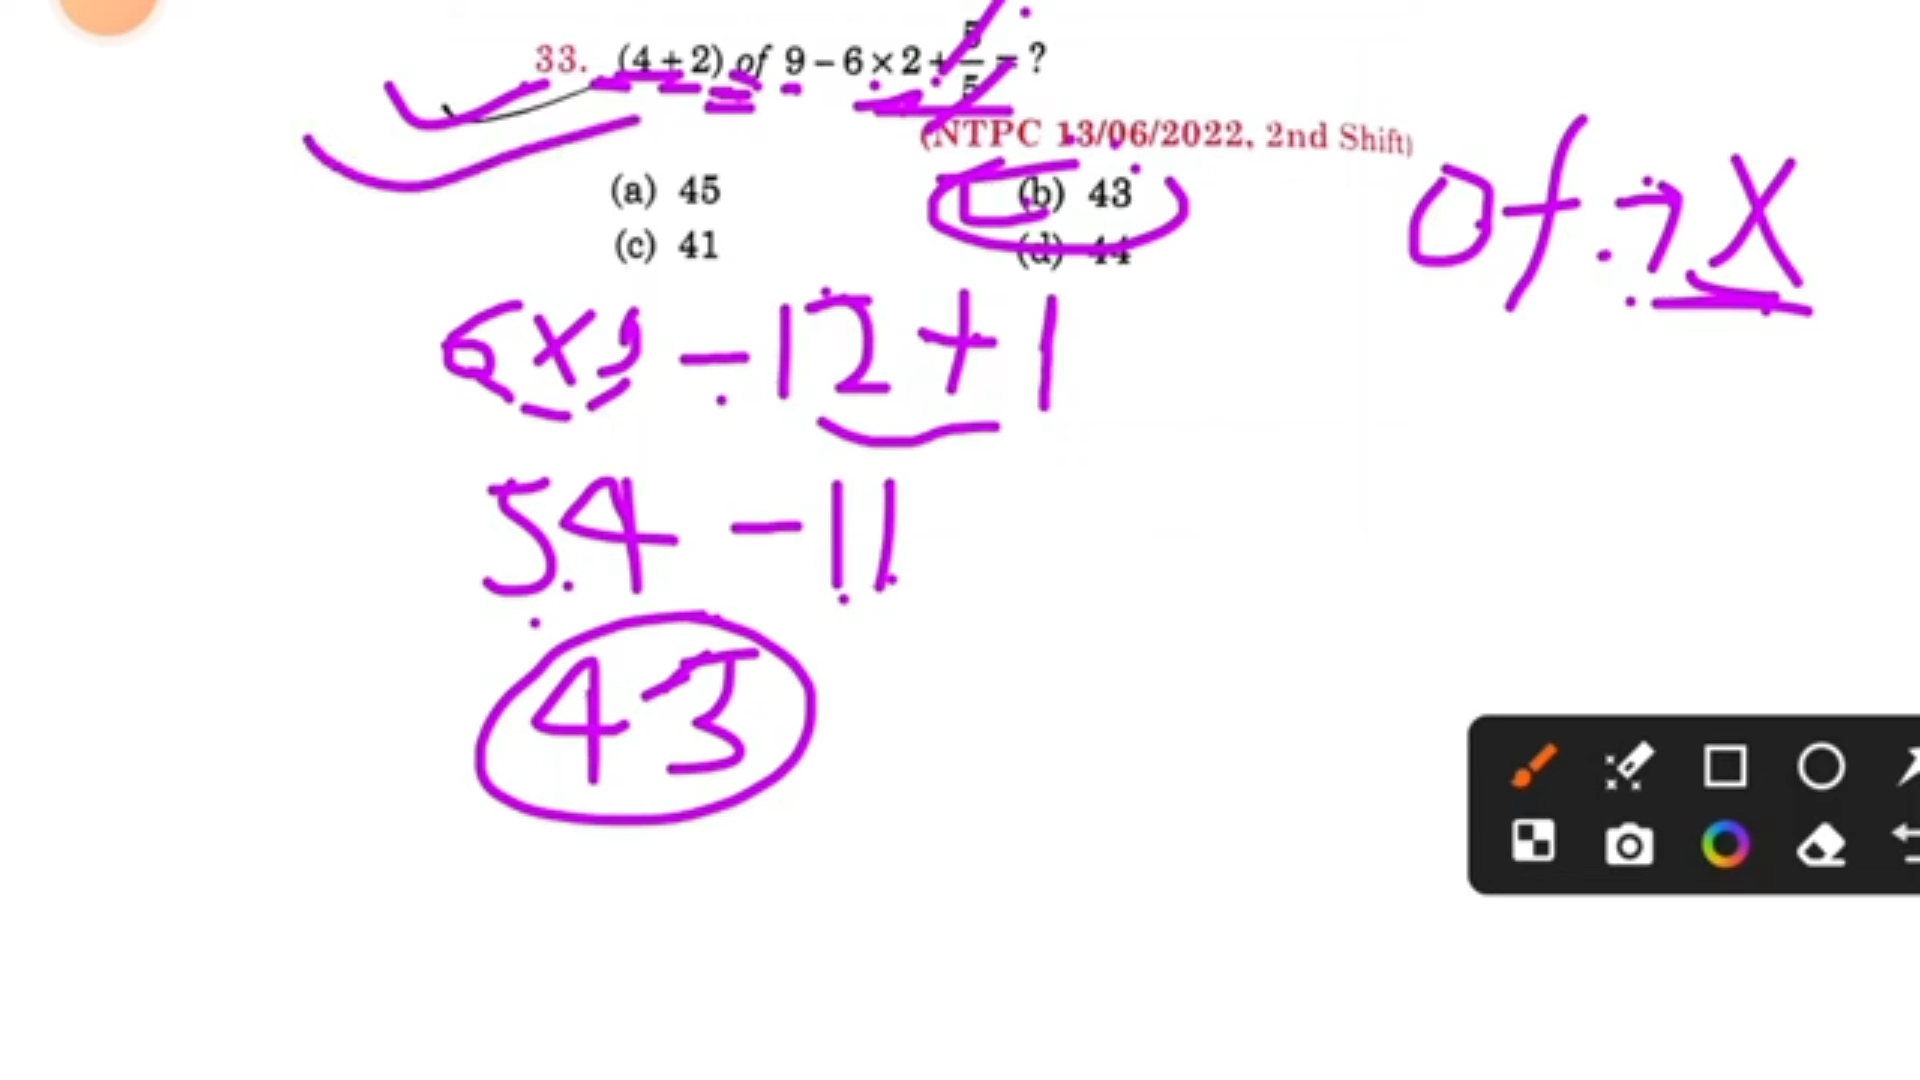 33. (4+2) of 9 – 6 × 2 + 5/5 = ?
(NTPC 13/06/2022, 2nd Shift)
(a) 45 (b) 43
(c) 41 (d) 44
of → ×
6×9 – 12 + 1
54 – 11
43